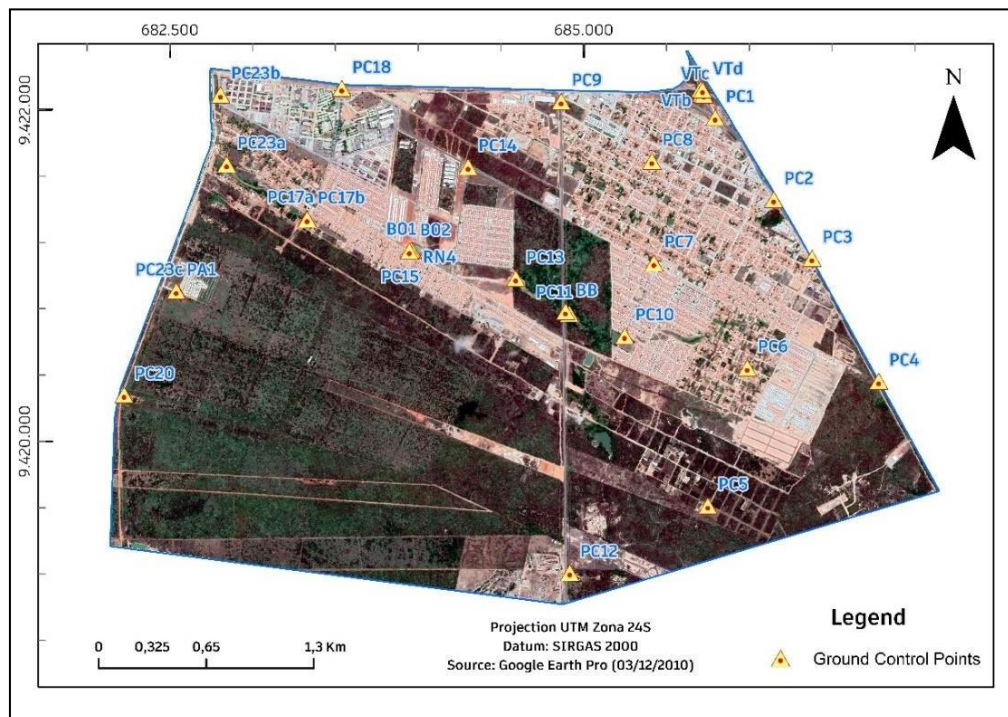 682.500
685.000
9.422.000
9.420.000
N
PC23b
PC18
PC9
VTc
VTd
VTb
PC1
PC8
PC23a
PC14
PC2
PC17a PC17b
B01 B02
RN4
PC15
PC7
PC3
PC13
PC23c PA1
PC11 BB
PC10
PC6
PC4
PC20
PC5
PC12
0 0,325 0,65 1,3 Km
Projection UTM Zona 24S
Datum: SIRGAS 2000
Source: Google Earth Pro (03/12/2010)
Legend
Ground Control Points